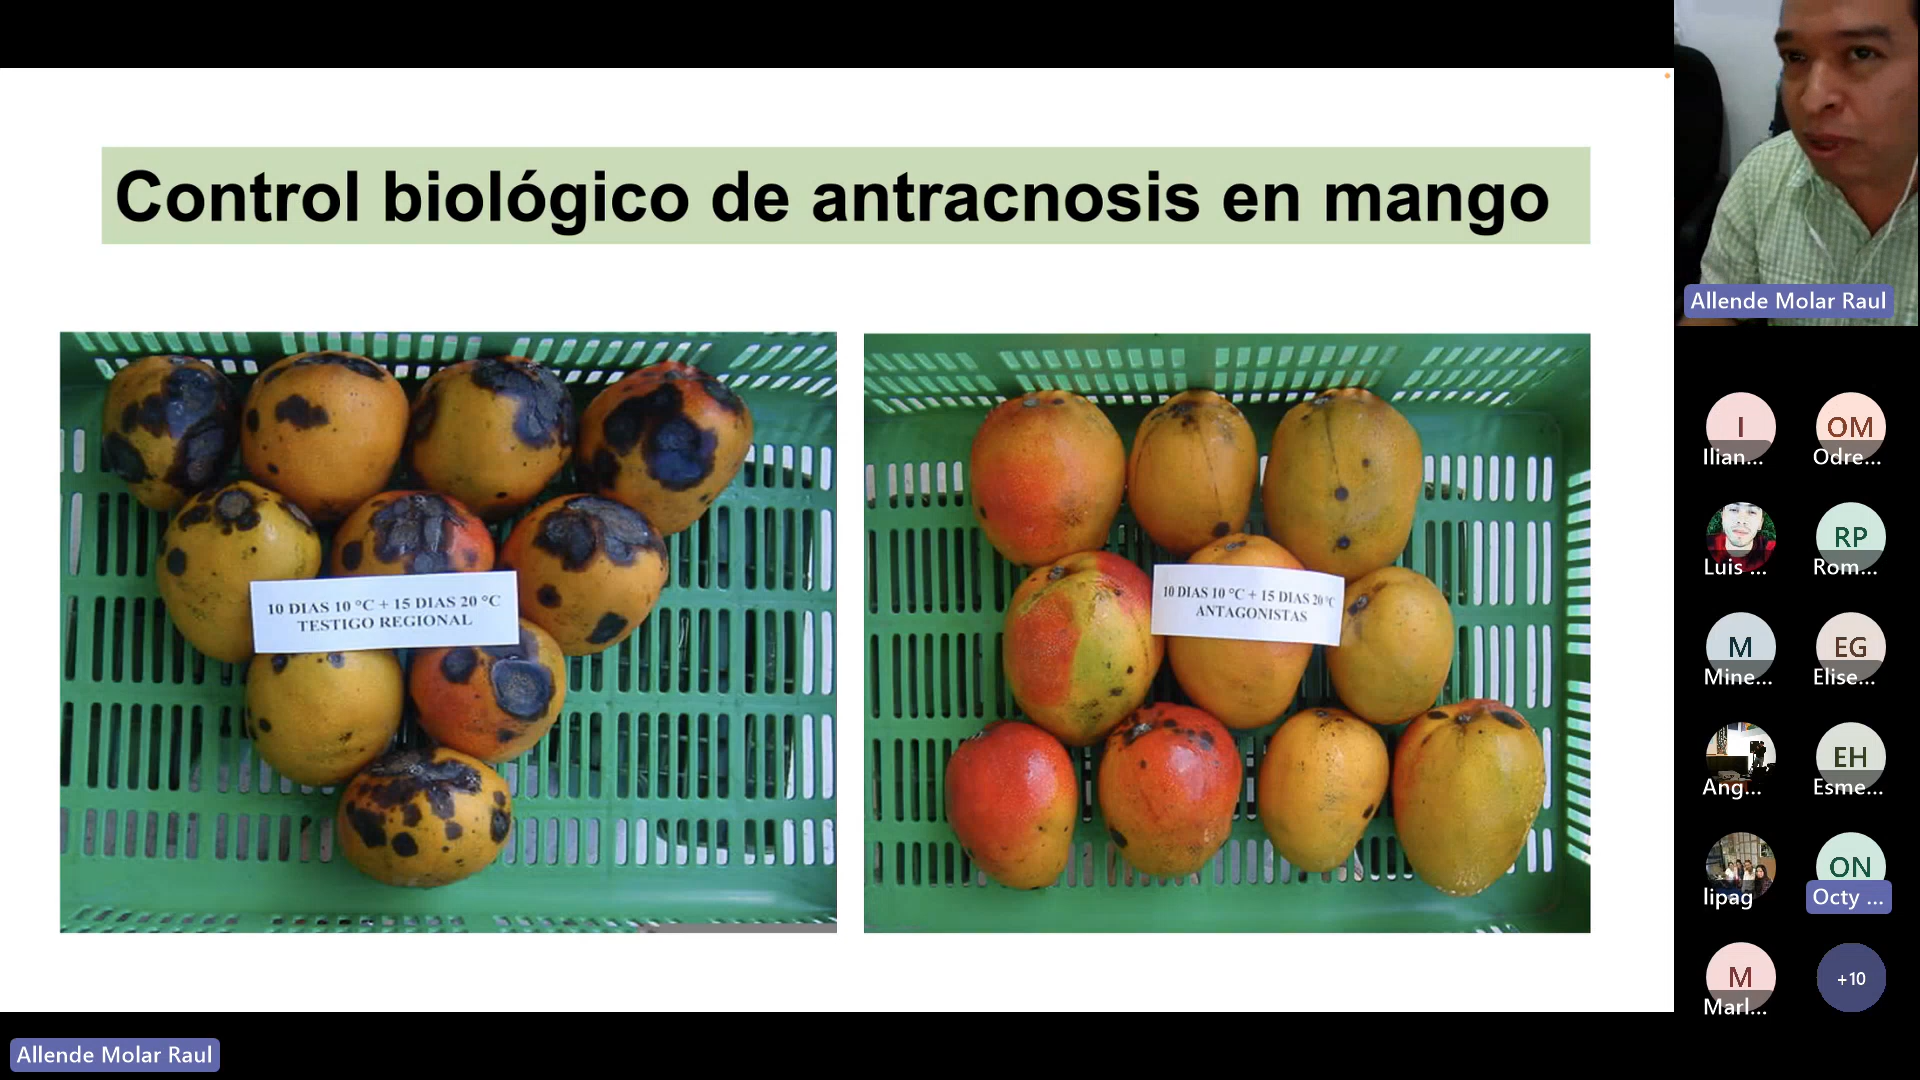 Control biológico de antracnosis en mango
10 DIAS 10 °C + 15 DIAS 20 °C
TESTIGO REGIONAL
10 DIAS 10 °C + 15 DIAS 20 °C
ANTAGONISTAS
Allende Molar Raul
I
Ilian...
OM
Odre...
Luis ...
RP
Rom...
M
Mine...
EG
Elise...
Ang...
EH
Esme...
lipag
ON
Octy ...
M
Marl...
+10
Allende Molar Raul